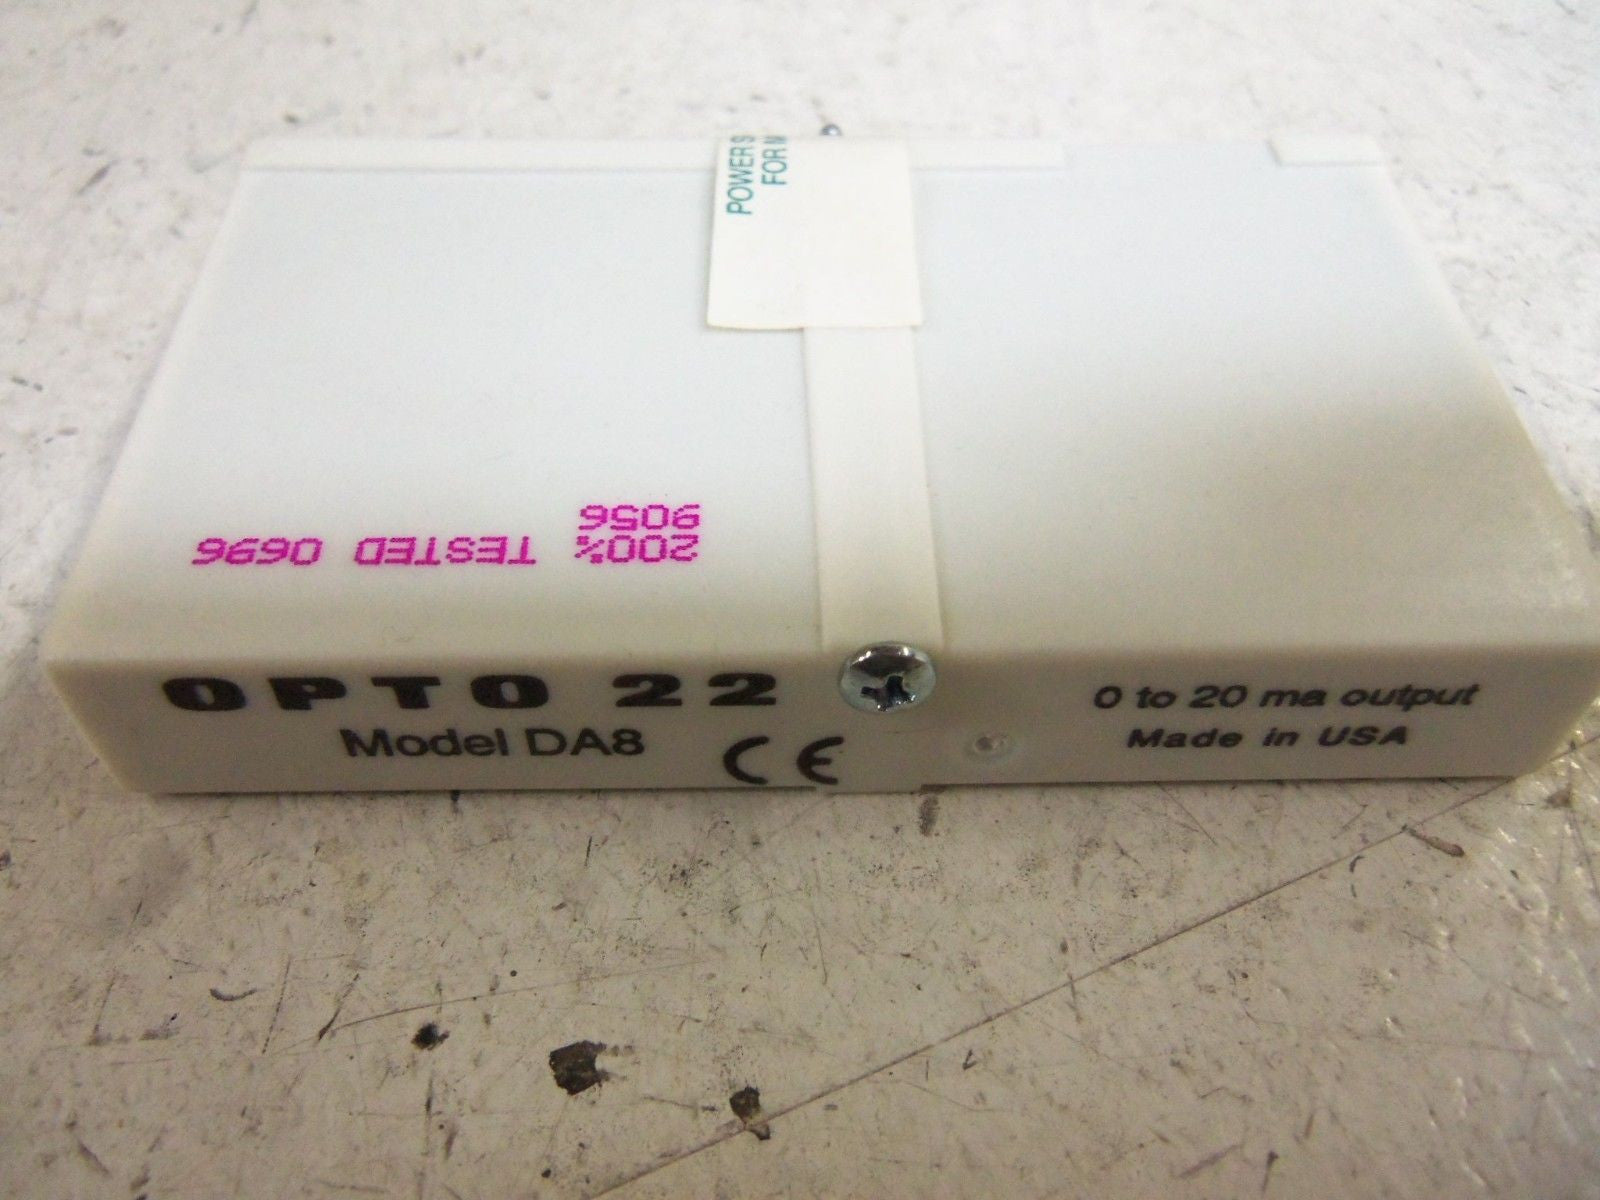 POWER S
FOR M
200% TESTED 0696
9056
OPTO 22
Model DA8
CE
0 to 20 ma output
Made in USA